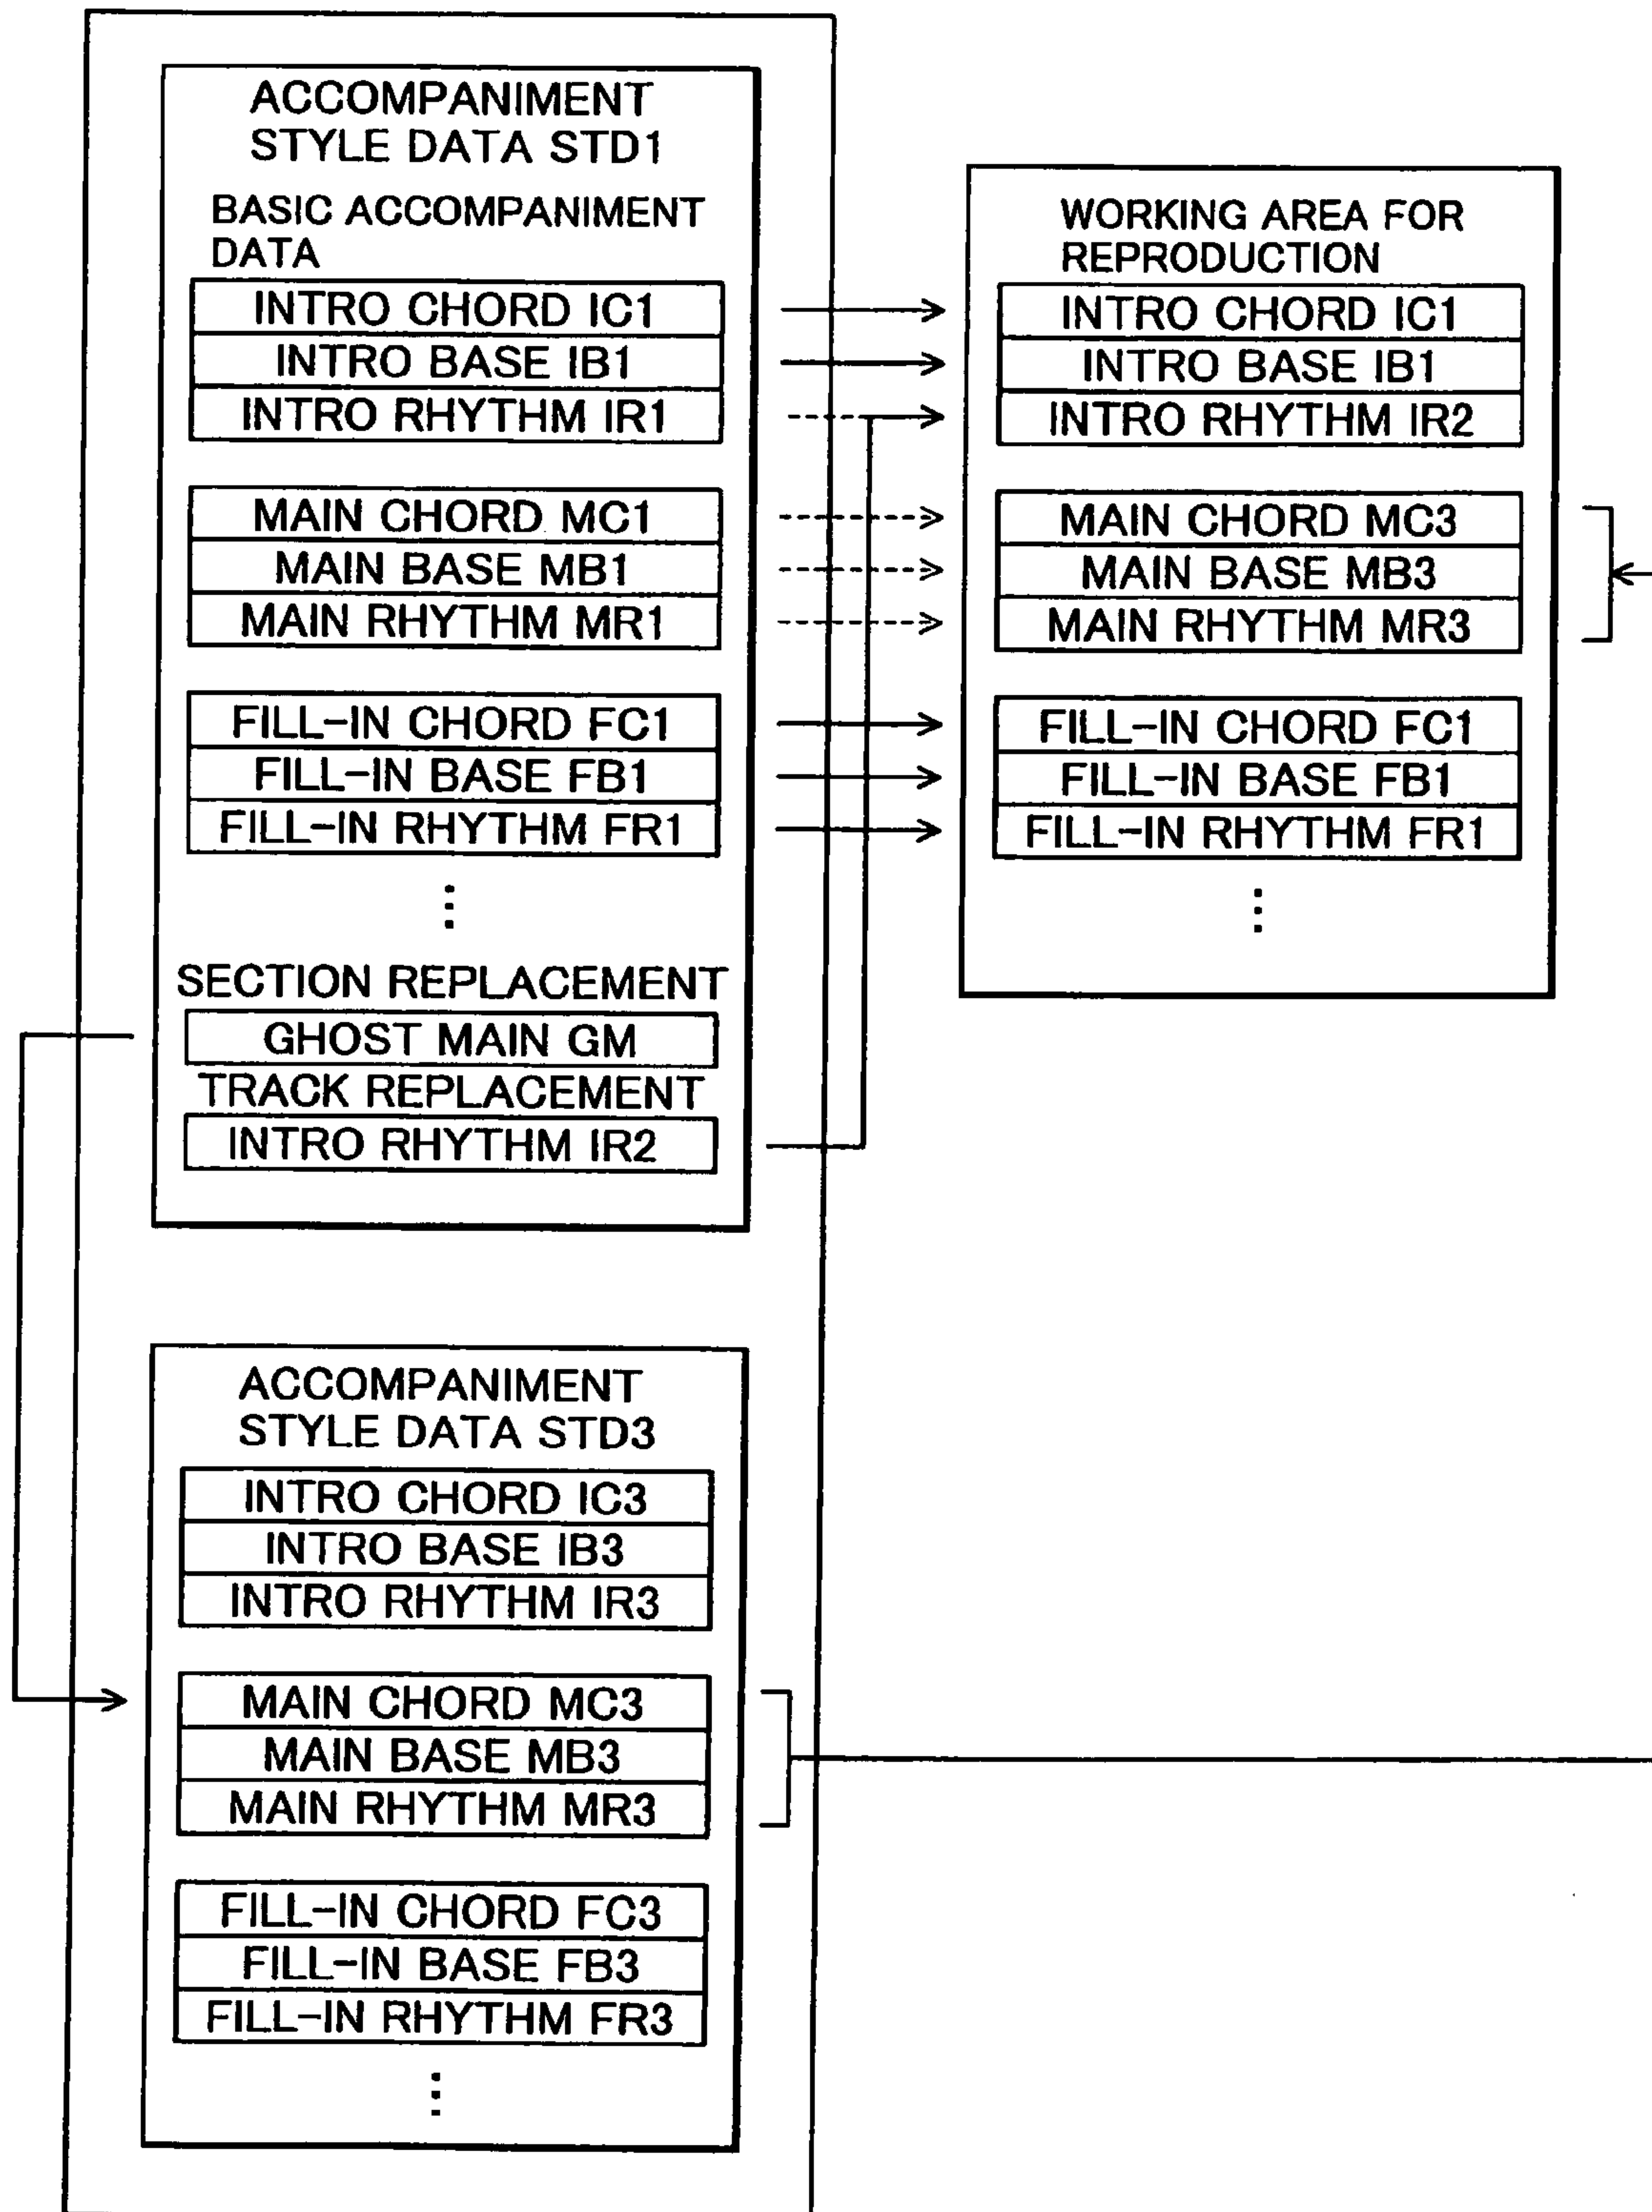 ACCOMPANIMENT
STYLE DATA STD1
BASIC ACCOMPANIMENT
DATA
INTRO CHORD IC1
INTRO BASE IB1
INTRO RHYTHM IR1
MAIN CHORD MC1
MAIN BASE MB1
MAIN RHYTHM MR1
FILL-IN CHORD FC1
FILL-IN BASE FB1
FILL-IN RHYTHM FR1
SECTION REPLACEMENT
GHOST MAIN GM
TRACK REPLACEMENT
INTRO RHYTHM IR2
WORKING AREA FOR
REPRODUCTION
INTRO CHORD IC1
INTRO BASE IB1
INTRO RHYTHM IR2
MAIN CHORD MC3
MAIN BASE MB3
MAIN RHYTHM MR3
FILL-IN CHORD FC1
FILL-IN BASE FB1
FILL-IN RHYTHM FR1
ACCOMPANIMENT
STYLE DATA STD3
INTRO CHORD IC3
INTRO BASE IB3
INTRO RHYTHM IR3
MAIN CHORD MC3
MAIN BASE MB3
MAIN RHYTHM MR3
FILL-IN CHORD FC3
FILL-IN BASE FB3
FILL-IN RHYTHM FR3